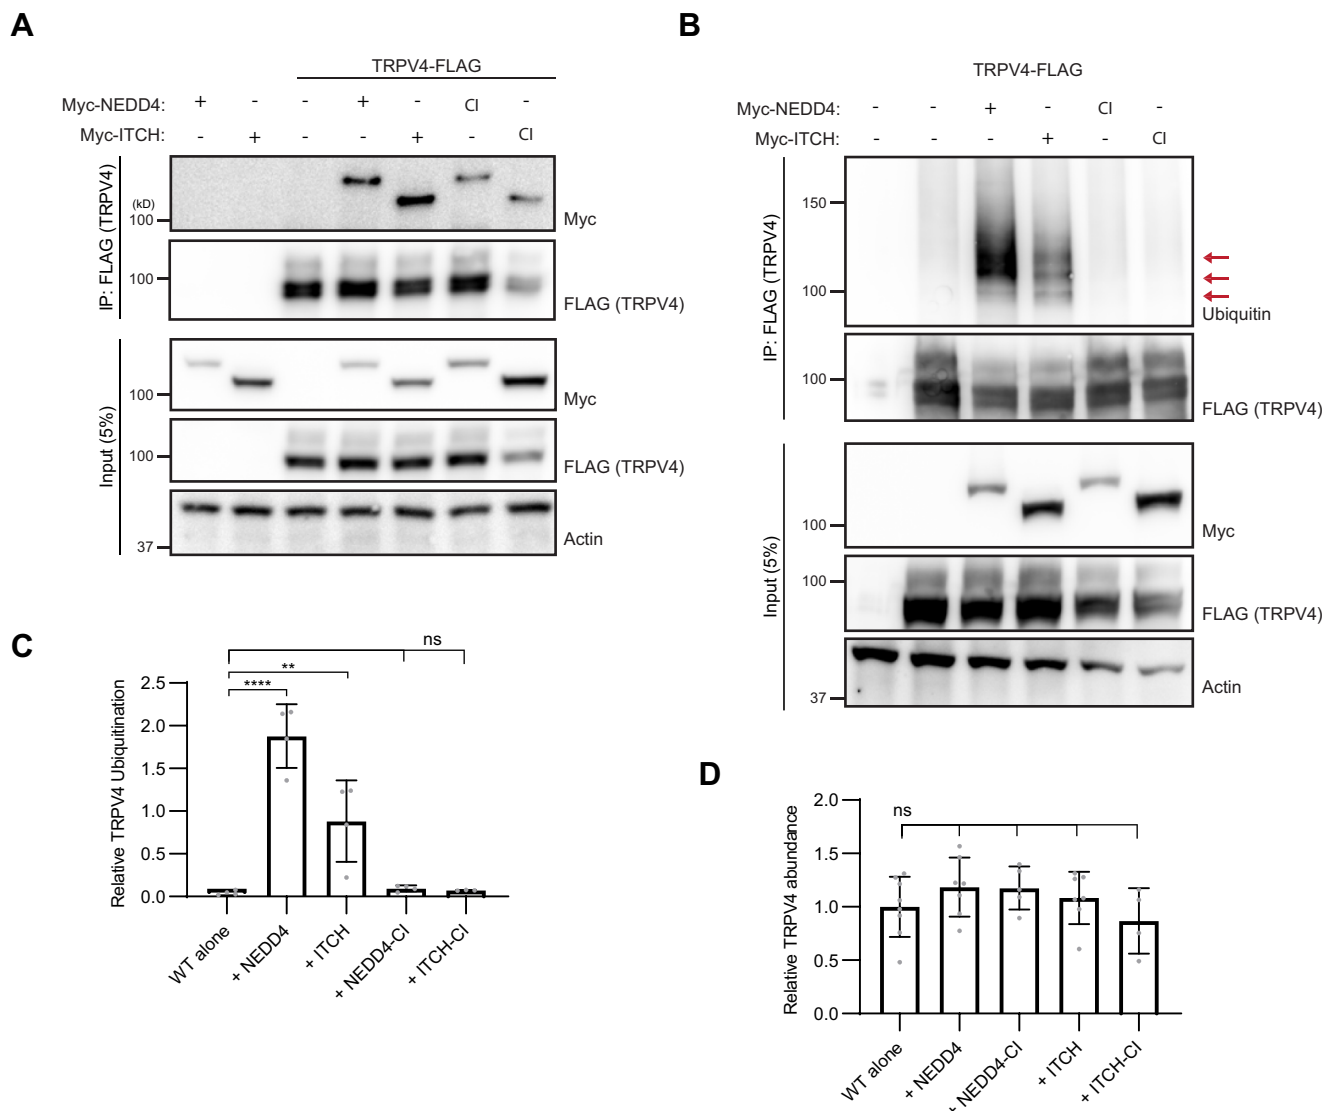 A
TRPV4-FLAG
Myc-NEDD4: + - - + - CI -
Myc-ITCH: - + - - + - CI
IP: FLAG (TRPV4)
(kD)
100
Myc
100
FLAG (TRPV4)
Input (5%)
100
Myc
100
FLAG (TRPV4)
37
Actin
B
TRPV4-FLAG
Myc-NEDD4: - - + - CI -
Myc-ITCH: - - - + - CI
IP: FLAG (TRPV4)
150
100
Ubiquitin
100
FLAG (TRPV4)
Input (5%)
100
Myc
100
FLAG (TRPV4)
37
Actin
C
ns
**
****
Relative TRPV4 Ubiquitination
2.5
2.0
1.5
1.0
0.5
0.0
WT alone
+ NEDD4
+ ITCH
+ NEDD4-CI
+ ITCH-CI
D
ns
Relative TRPV4 abundance
2.0
1.5
1.0
0.5
0.0
WT alone
+ NEDD4
+ NEDD4-CI
+ ITCH
+ ITCH-CI